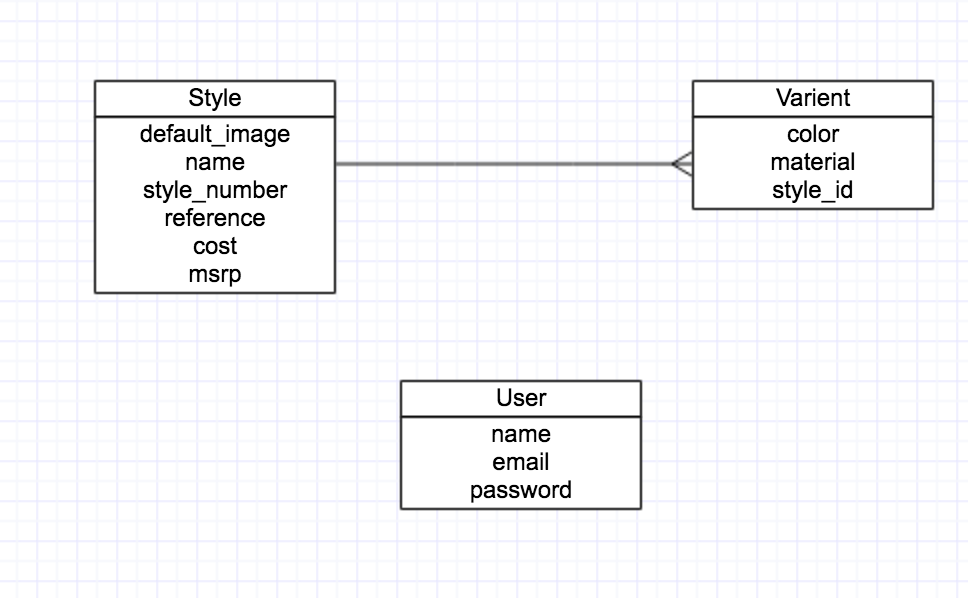 Style
default_image
name
style_number
reference
cost
msrp
Varient
color
material
style_id
User
name
email
password